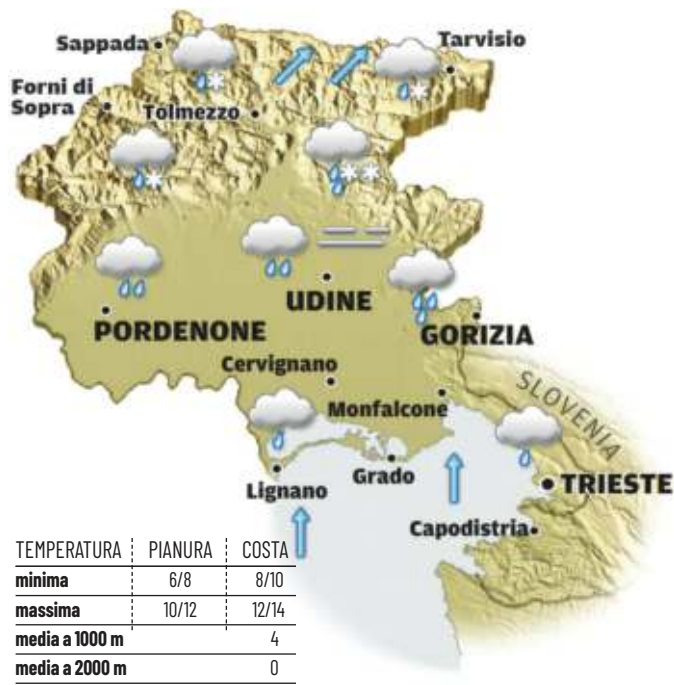 Sappada
Tarvisio
Forni di
Sopra
Tolmezzo
UDINE
PORDENONE
GORIZIA
Cervignano
Monfalcone
SLOVENIA
Grado
Lignano
TRIESTE
Capodistria
TEMPERATURA PIANURA COSTA
minima 6/8 8/10
massima 10/12 12/14
media a 1000 m 4
media a 2000 m 0